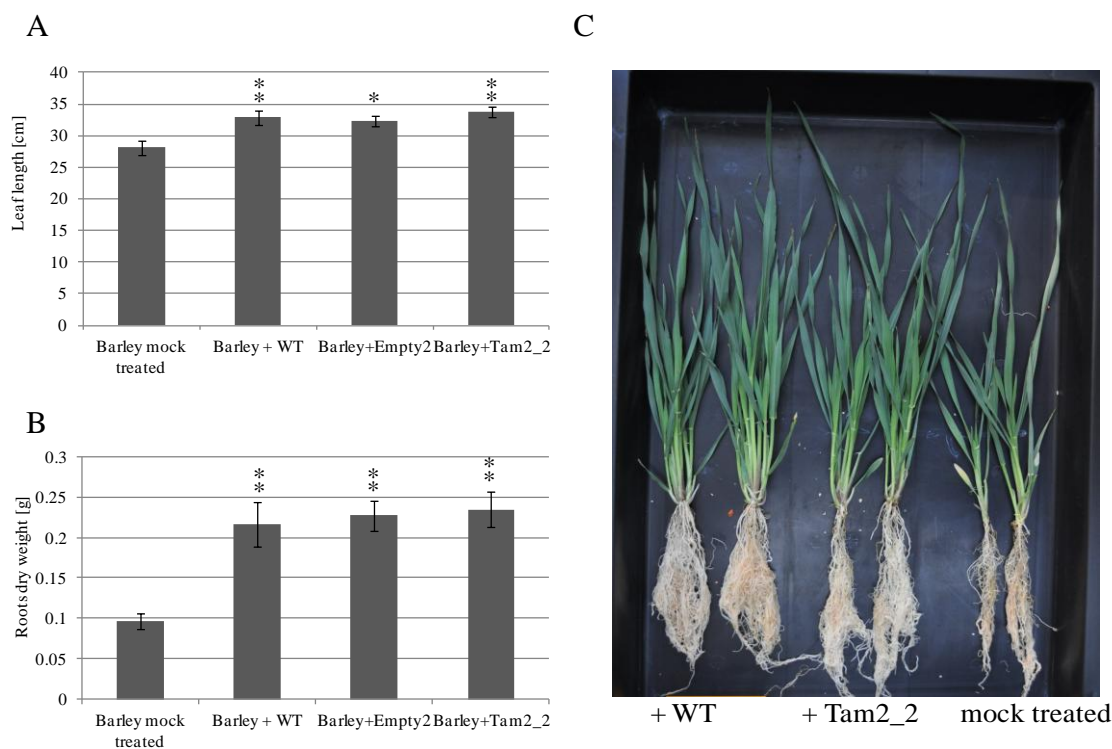 A
Leaf length [cm]
40
35
30
25
20
15
10
5
0
**
*
**
Barley mock treated
Barley + WT
Barley+Empty2
Barley+Tam2_2
B
Roots dry weight [g]
0.3
0.25
0.2
0.15
0.1
0.05
0
**
**
**
Barley mock treated
Barley + WT
Barley+Empty2
Barley+Tam2_2
C
+ WT
+ Tam2_2
mock treated